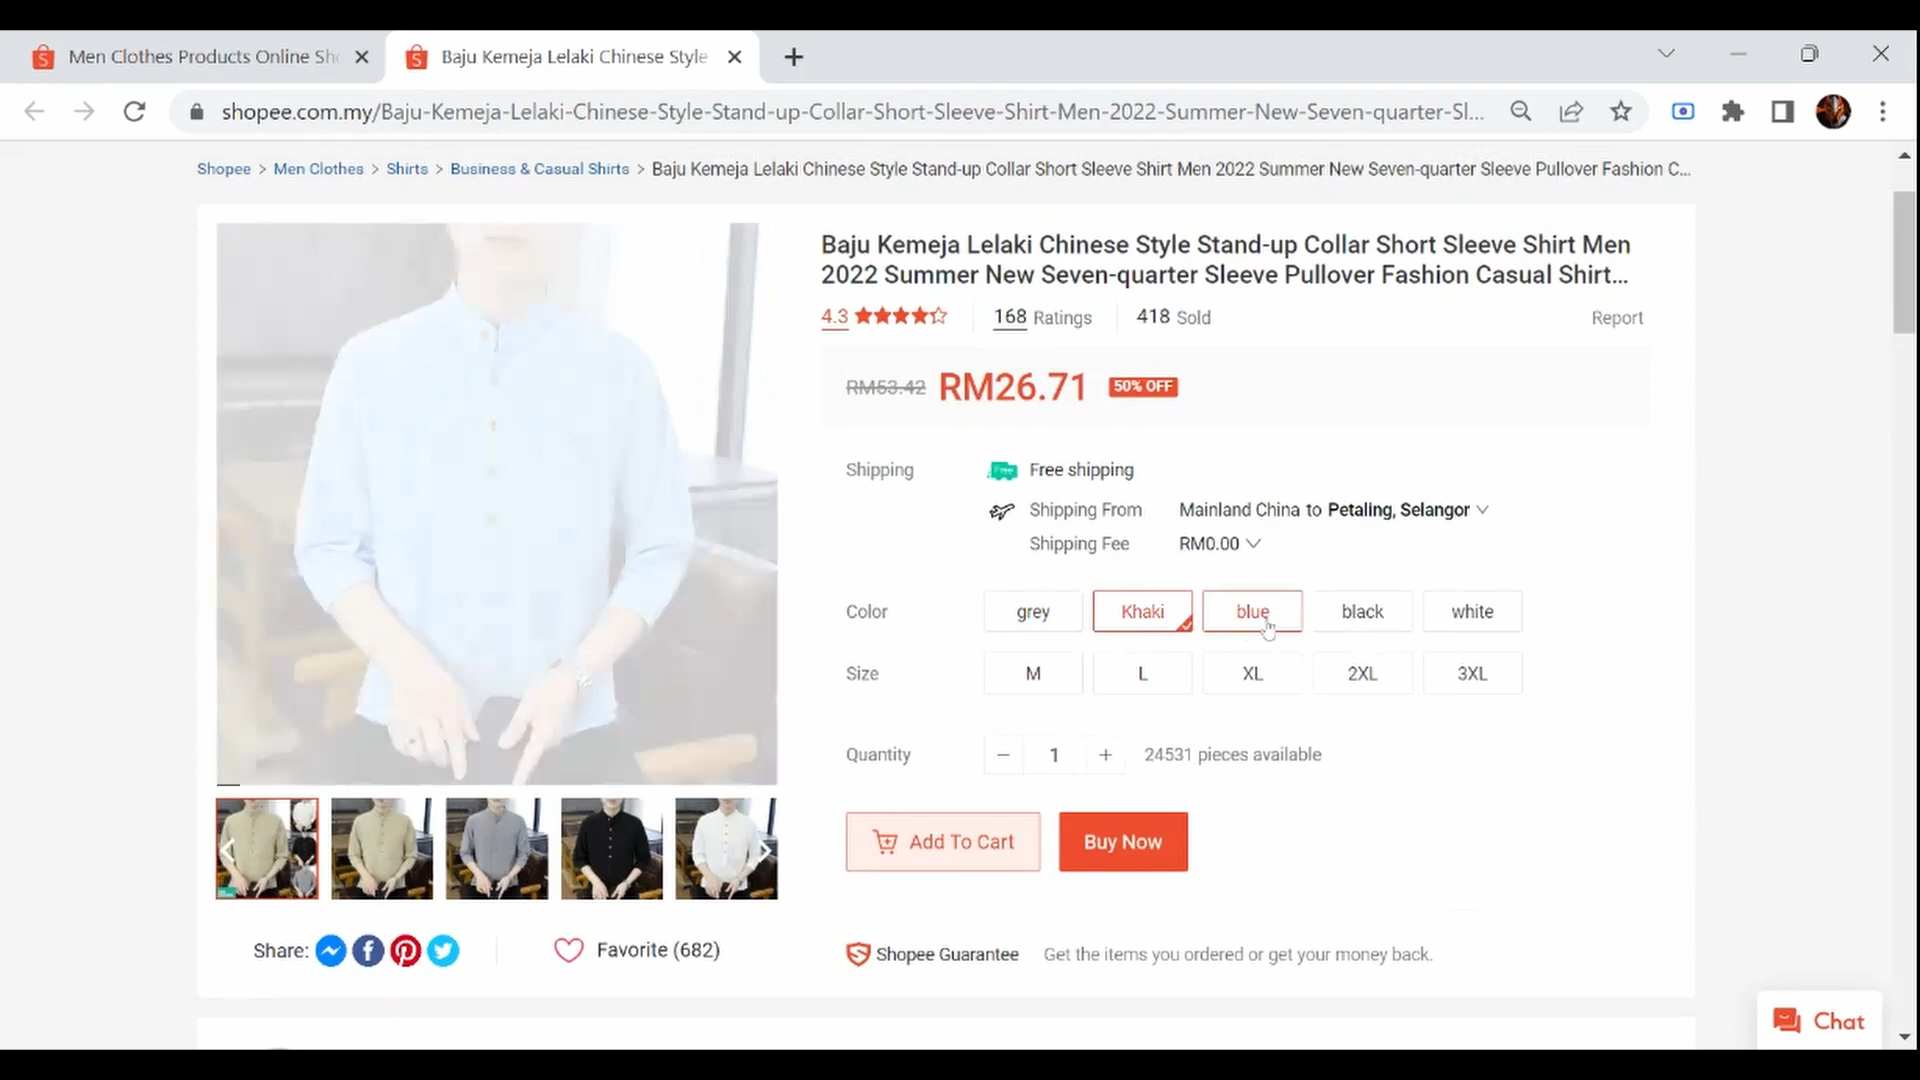 Men Clothes Products Online Sho
Baju Kemeja Lelaki Chinese Style
shopee.com.my/Baju-Kemeja-Lelaki-Chinese-Style-Stand-up-Collar-Short-Sleeve-Shirt-Men-2022-Summer-New-Seven-quarter-Sl...
Shopee > Men Clothes > Shirts > Business & Casual Shirts > Baju Kemeja Lelaki Chinese Style Stand-up Collar Short Sleeve Shirt Men 2022 Summer New Seven-quarter Sleeve Pullover Fashion C...
Baju Kemeja Lelaki Chinese Style Stand-up Collar Short Sleeve Shirt Men
2022 Summer New Seven-quarter Sleeve Pullover Fashion Casual Shirt...
4.3 168 Ratings 418 Sold Report
RM53.42 RM26.71 50% OFF
Shipping Free shipping
Shipping From Mainland China to Petaling, Selangor
Shipping Fee RM0.00
Color grey Khaki blue black white
Size M L XL 2XL 3XL
Quantity − 1 + 24531 pieces available
Add To Cart Buy Now
Share: Favorite (682)
Shopee Guarantee Get the items you ordered or get your money back.
Chat